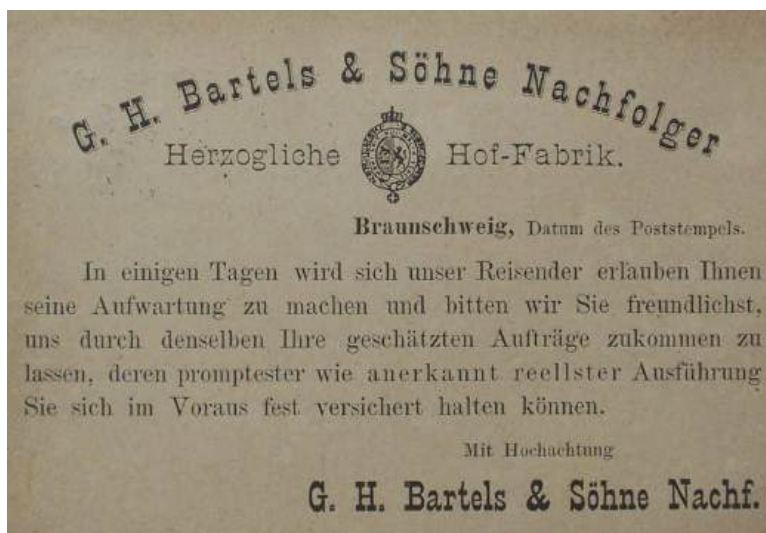 G. H. Bartels & Söhne Nachfolger
Herzogliche Hof-Fabrik.
Braunschweig, Datum des Poststempels.
In einigen Tagen wird sich unser Reisender erlauben Ihnen
seine Aufwartung zu machen und bitten wir Sie freundlichst,
uns durch denselben Ihre geschätzten Aufträge zukommen zu
lassen, deren promptester wie anerkannt reellster Ausführung
Sie sich im Voraus fest versichert halten können.
Mit Hochachtung
G. H. Bartels & Söhne Nachf.